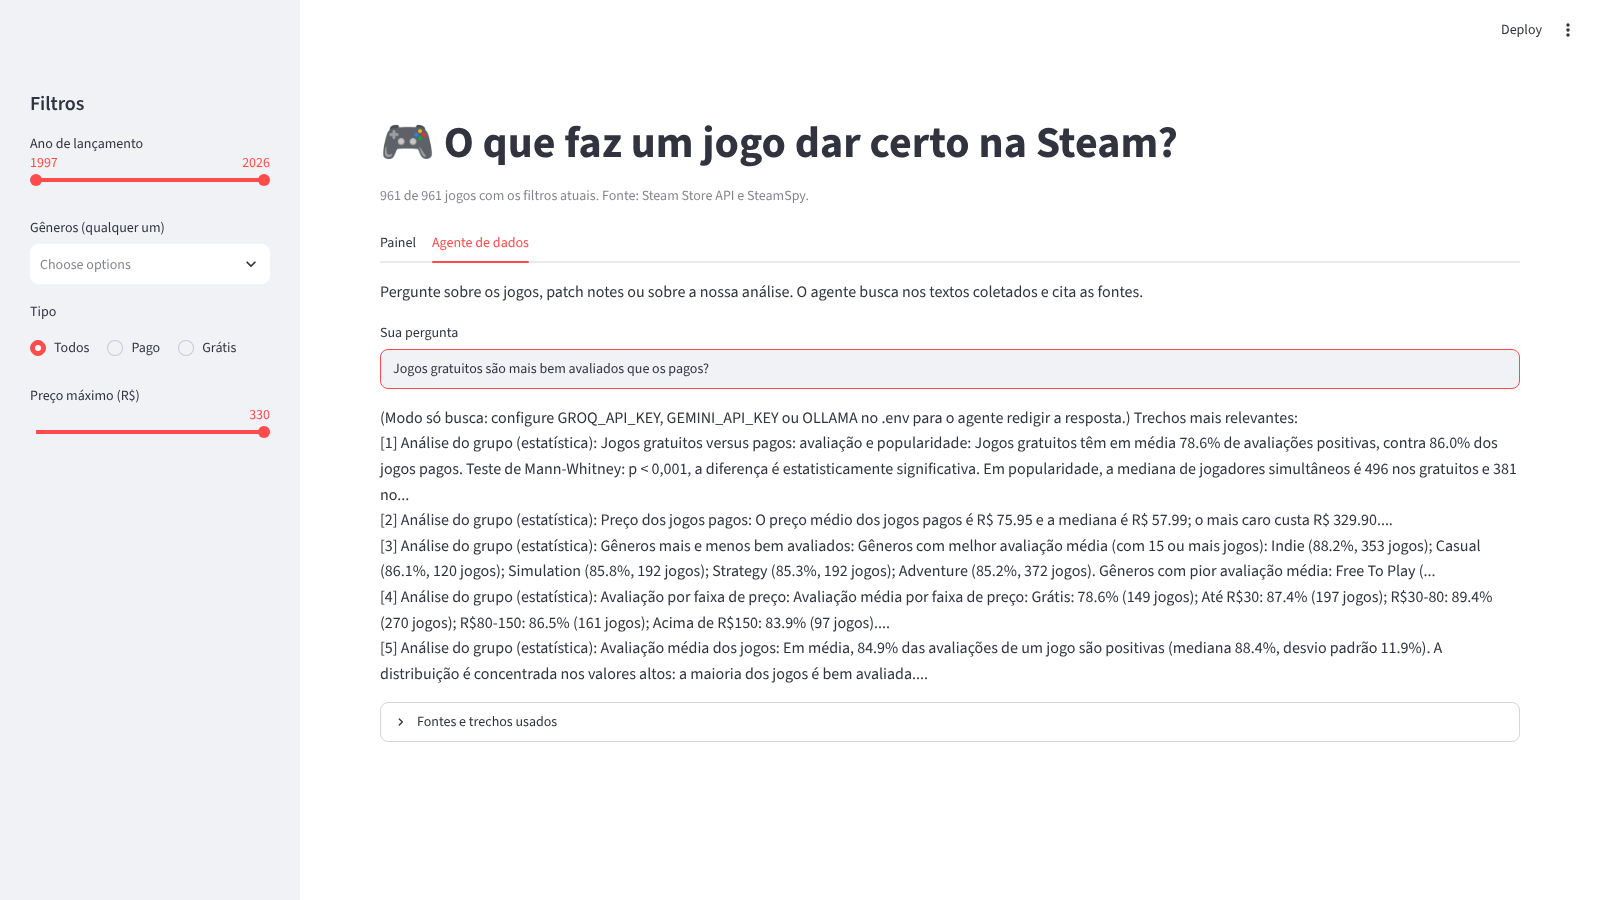 Deploy
Filtros
Ano de lançamento
1997 2026
Gêneros (qualquer um)
Choose options
Tipo
Todos Pago Grátis
Preço máximo (R$)
330
O que faz um jogo dar certo na Steam?
961 de 961 jogos com os filtros atuais. Fonte: Steam Store API e SteamSpy.
Painel Agente de dados
Pergunte sobre os jogos, patch notes ou sobre a nossa análise. O agente busca nos textos coletados e cita as fontes.
Sua pergunta
Jogos gratuitos são mais bem avaliados que os pagos?
(Modo só busca: configure GROQ_API_KEY, GEMINI_API_KEY ou OLLAMA no .env para o agente redigir a resposta.) Trechos mais relevantes:
[1] Análise do grupo (estatística): Jogos gratuitos versus pagos: avaliação e popularidade: Jogos gratuitos têm em média 78.6% de avaliações positivas, contra 86.0% dos
jogos pagos. Teste de Mann-Whitney: p < 0,001, a diferença é estatisticamente significativa. Em popularidade, a mediana de jogadores simultâneos é 496 nos gratuitos e 381
no...
[2] Análise do grupo (estatística): Preço dos jogos pagos: O preço médio dos jogos pagos é R$ 75.95 e a mediana é R$ 57.99; o mais caro custa R$ 329.90....
[3] Análise do grupo (estatística): Gêneros mais e menos bem avaliados: Gêneros com melhor avaliação média (com 15 ou mais jogos): Indie (88.2%, 353 jogos); Casual
(86.1%, 120 jogos); Simulation (85.8%, 192 jogos); Strategy (85.3%, 192 jogos); Adventure (85.2%, 372 jogos). Gêneros com pior avaliação média: Free To Play (...
[4] Análise do grupo (estatística): Avaliação por faixa de preço: Avaliação média por faixa de preço: Grátis: 78.6% (149 jogos); Até R$30: 87.4% (197 jogos); R$30-80: 89.4%
(270 jogos); R$80-150: 86.5% (161 jogos); Acima de R$150: 83.9% (97 jogos)....
[5] Análise do grupo (estatística): Avaliação média dos jogos: Em média, 84.9% das avaliações de um jogo são positivas (mediana 88.4%, desvio padrão 11.9%). A
distribuição é concentrada nos valores altos: a maioria dos jogos é bem avaliada....
Fontes e trechos usados